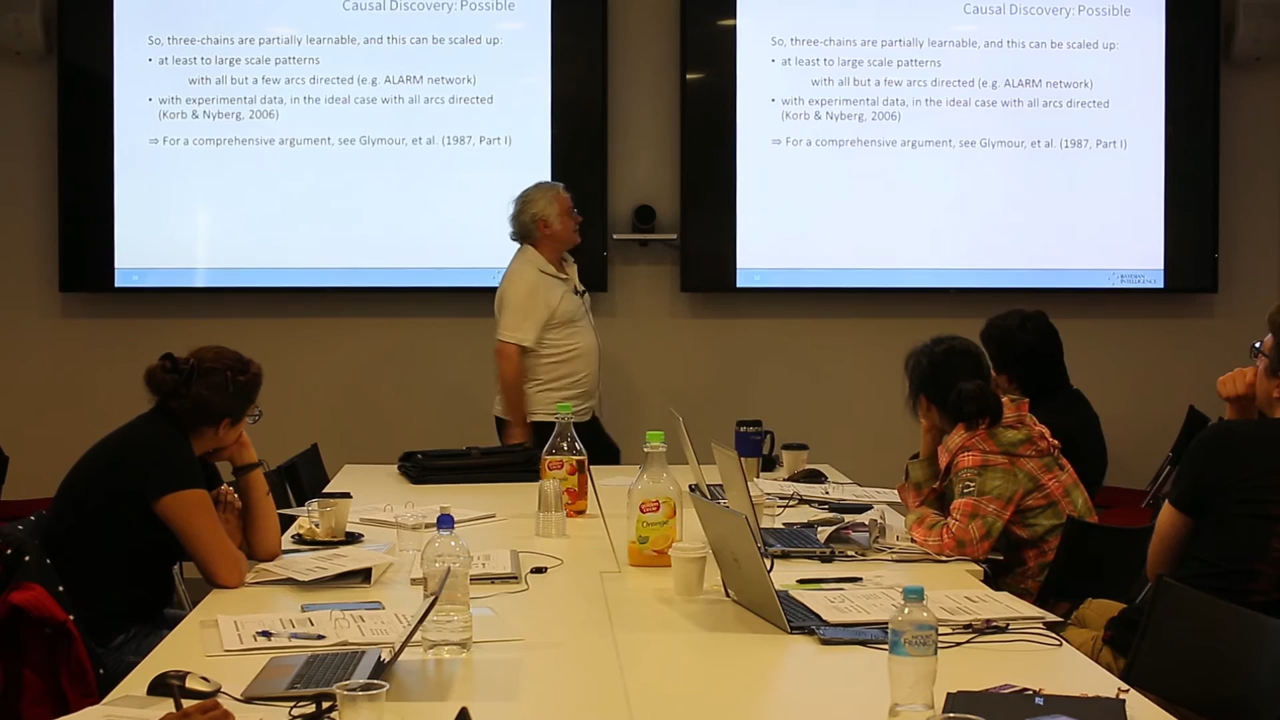 Causal Discovery: Possible
So, three-chains are partially learnable, and this can be scaled up:
• at least to large scale patterns
with all but a few arcs directed (e.g. ALARM network)
• with experimental data, in the ideal case with all arcs directed
(Korb & Nyberg, 2006)
⇒ For a comprehensive argument, see Glymour, et al. (1987, Part I)
Causal Discovery: Possible
So, three-chains are partially learnable, and this can be scaled up:
• at least to large scale patterns
with all but a few arcs directed (e.g. ALARM network)
• with experimental data, in the ideal case with all arcs directed
(Korb & Nyberg, 2006)
⇒ For a comprehensive argument, see Glymour, et al. (1987, Part I)
BAYESIAN
INTELLIGENCE
Orange
MOUNT
FRANKLIN